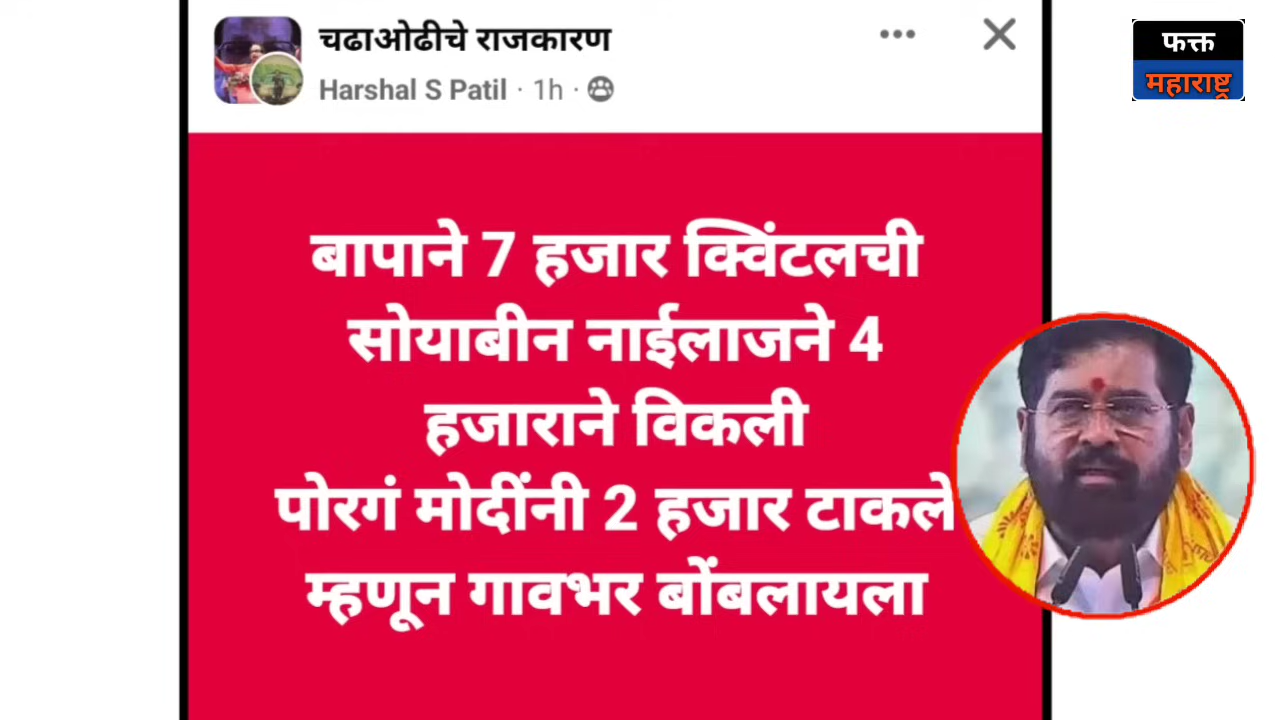 चढाओढीचे राजकारण
Harshal S Patil · 1h ·
फक्त
महाराष्ट्र
बापाने 7 हजार क्विंटलची
सोयाबीन नाईलाजने 4
हजाराने विकली
पोरगं मोदींनी 2 हजार टाकले
म्हणून गावभर बोंबलायला